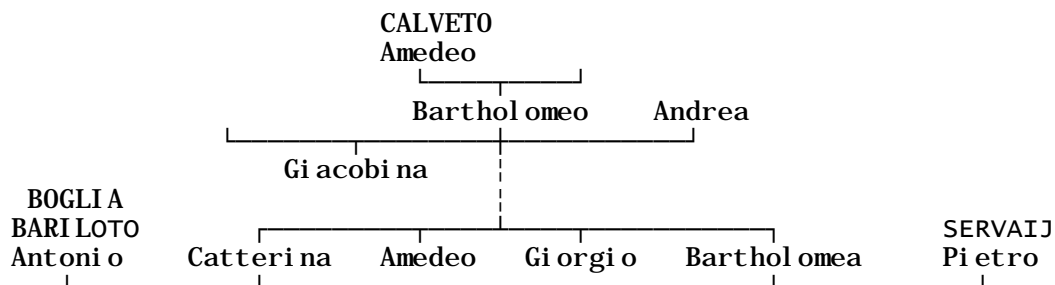 CALVETO
Amedeo
Bartholomeo Andrea
Giacobina
BOGLIA
BARILOTO SERVAIJ
Antonio Catterina Amedeo Giorgio Bartholomea Pietro